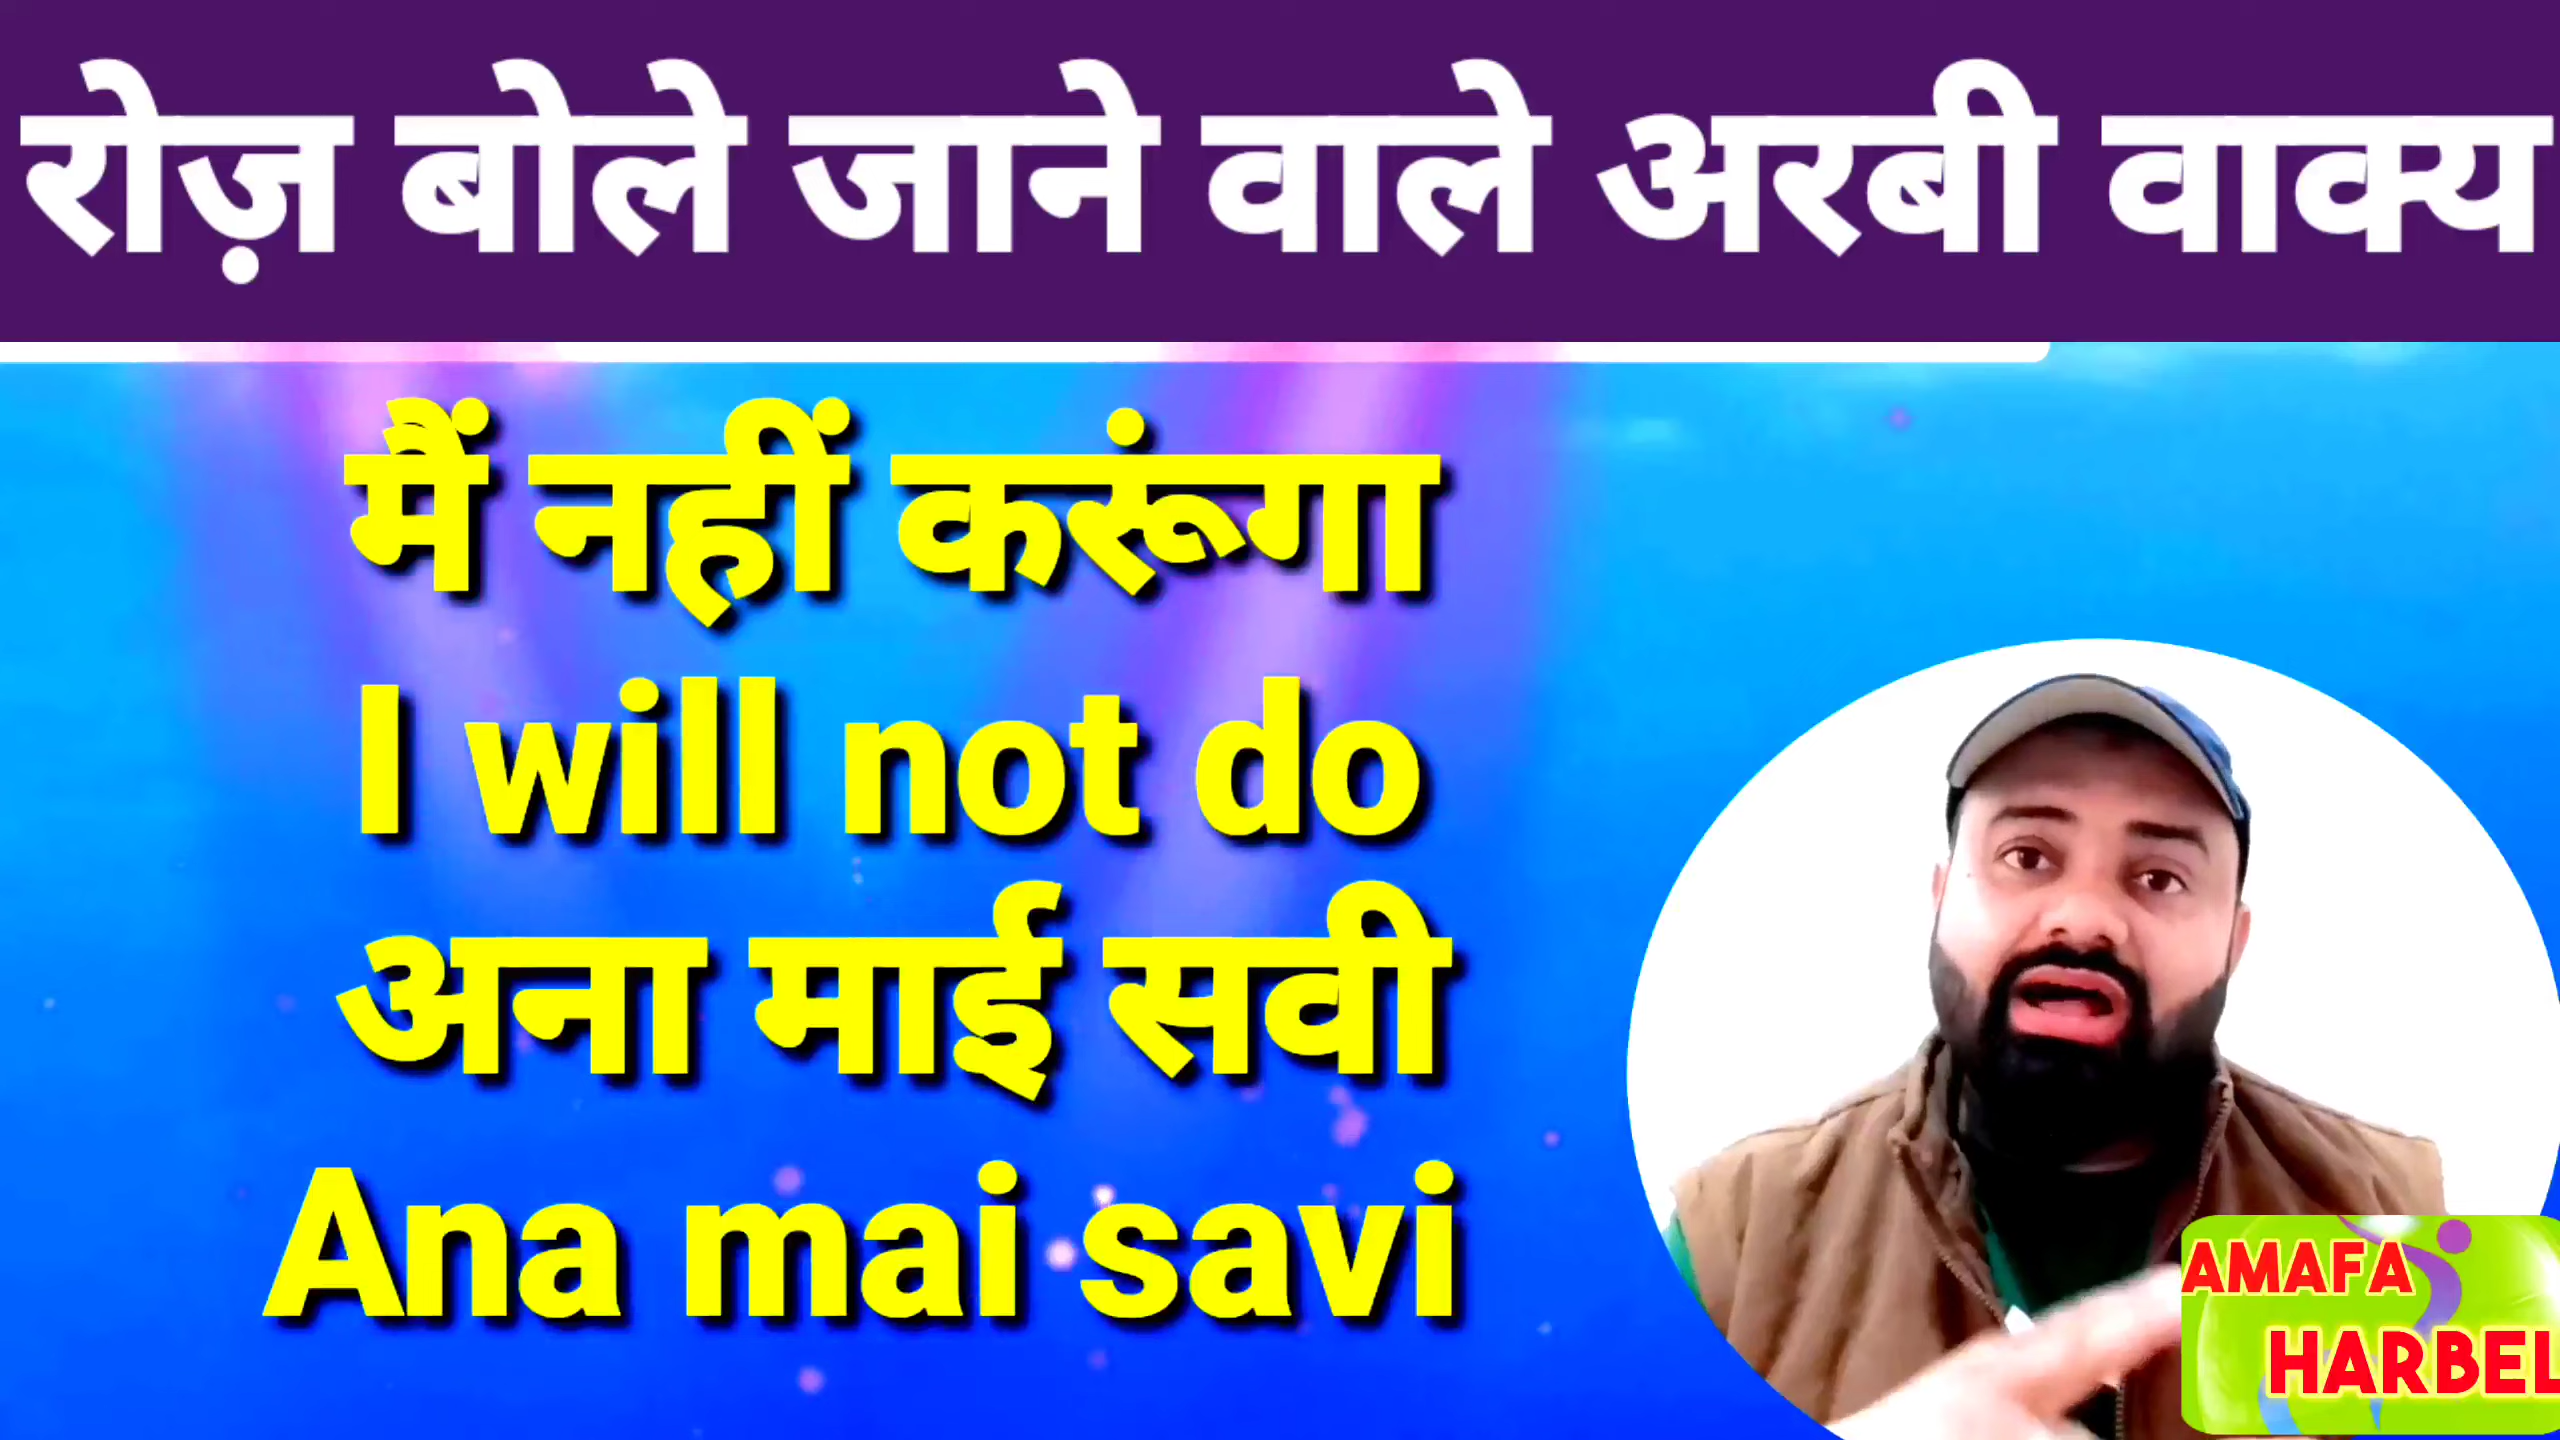 रोज़ बोले जाने वाले अरबी वाक्य
मैं नहीं करूंगा
I will not do
अना माई सवी
Ana mai savi
AMAFA
HARBEL